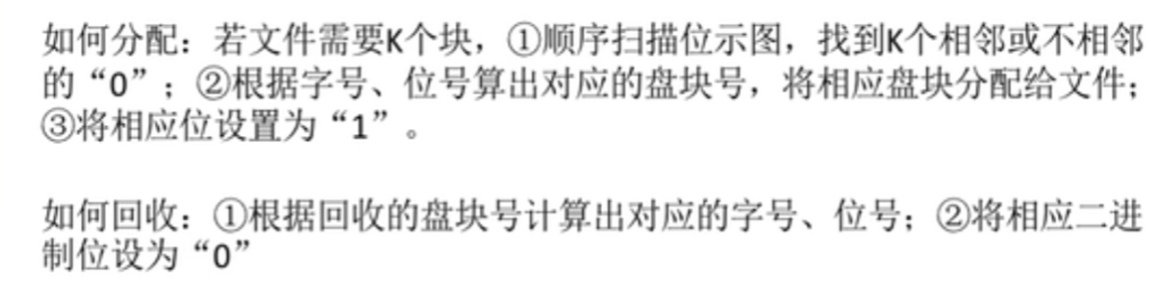 如何分配：若文件需要K个块，①顺序扫描位示图，找到K个相邻或不相邻
的“0”；②根据字号、位号算出对应的盘块号，将相应盘块分配给文件；
③将相应位设置为“1”。
如何回收：①根据回收的盘块号计算出对应的字号、位号；②将相应二进
制位设为“0”